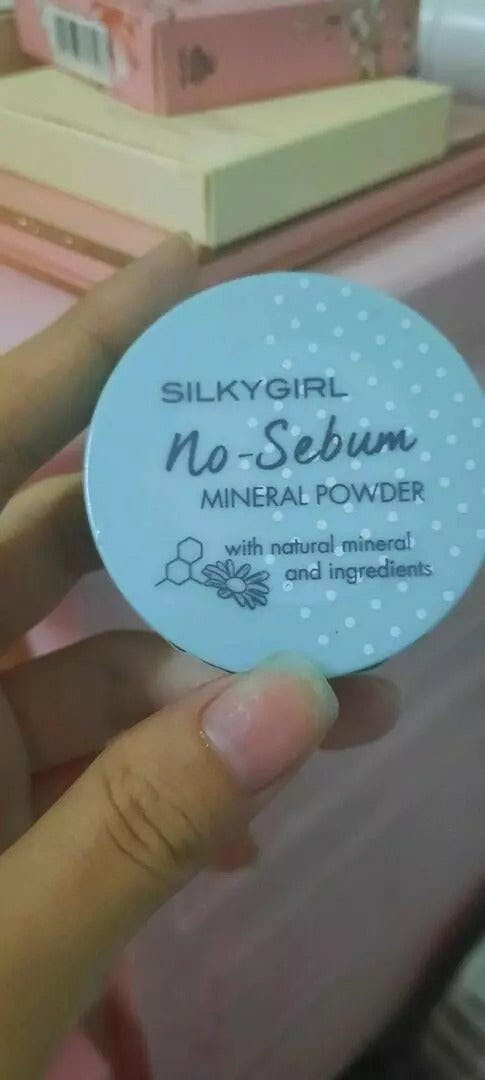 SILKYGIRL
No-Sebum
MINERAL POWDER
with natural mineral
and ingredients